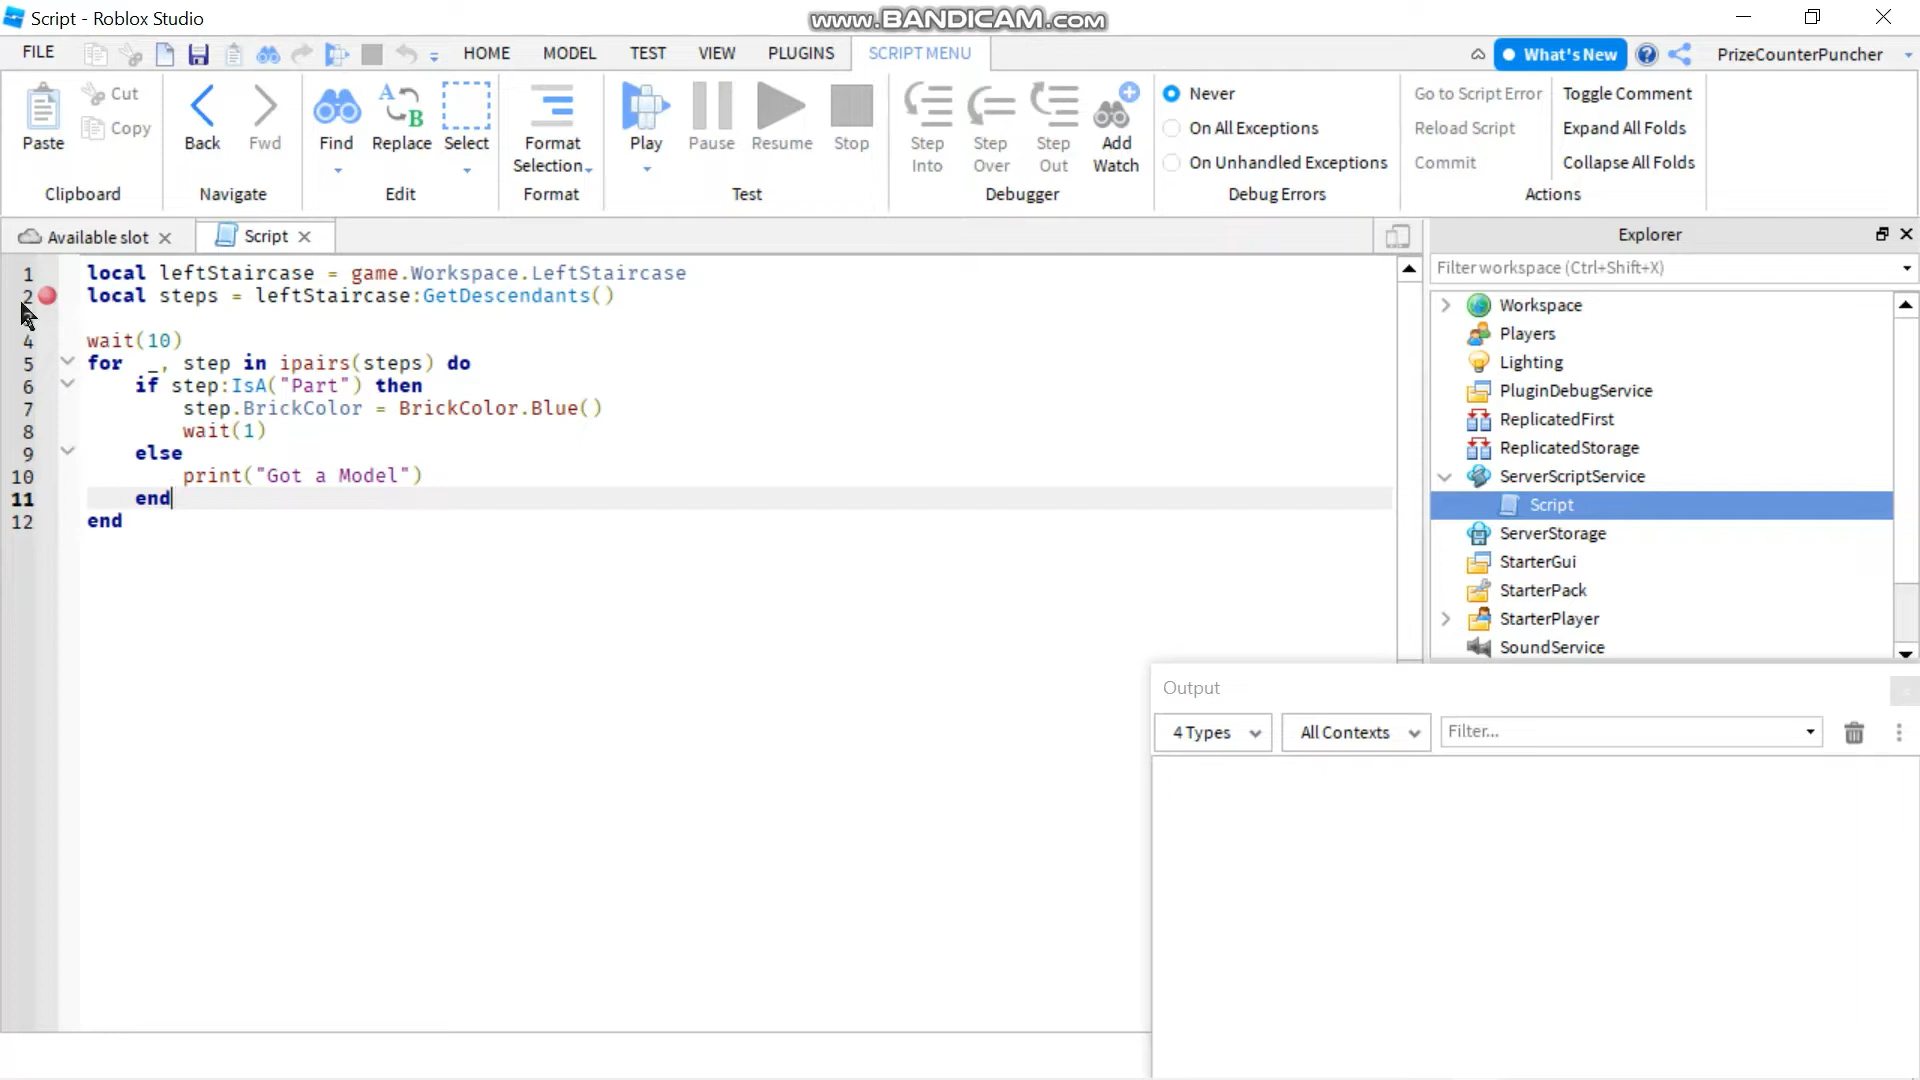 Script - Roblox Studio
www.BANDICAM.com
FILE HOME MODEL TEST VIEW PLUGINS SCRIPT MENU What's New PrizeCounterPuncher
Paste Cut Copy
Clipboard
Back Fwd
Navigate
Find Replace Select
Edit
Format Selection
Format
Play Pause Resume Stop
Test
Step Into Step Over Step Out Add Watch
Debugger
Never
On All Exceptions
On Unhandled Exceptions
Debug Errors
Go to Script Error
Reload Script
Commit
Toggle Comment
Expand All Folds
Collapse All Folds
Actions
Available slot
Script
1 local leftStaircase = game.Workspace.LeftStaircase
2 local steps = leftStaircase:GetDescendants()
4 wait(10)
5 for _, step in ipairs(steps) do
6 if step:IsA("Part") then
7 step.BrickColor = BrickColor.Blue()
8 wait(1)
9 else
10 print("Got a Model")
11 end
12 end
Explorer
Filter workspace (Ctrl+Shift+X)
Workspace
Players
Lighting
PluginDebugService
ReplicatedFirst
ReplicatedStorage
ServerScriptService
Script
ServerStorage
StarterGui
StarterPack
StarterPlayer
SoundService
Output
4 Types All Contexts Filter...